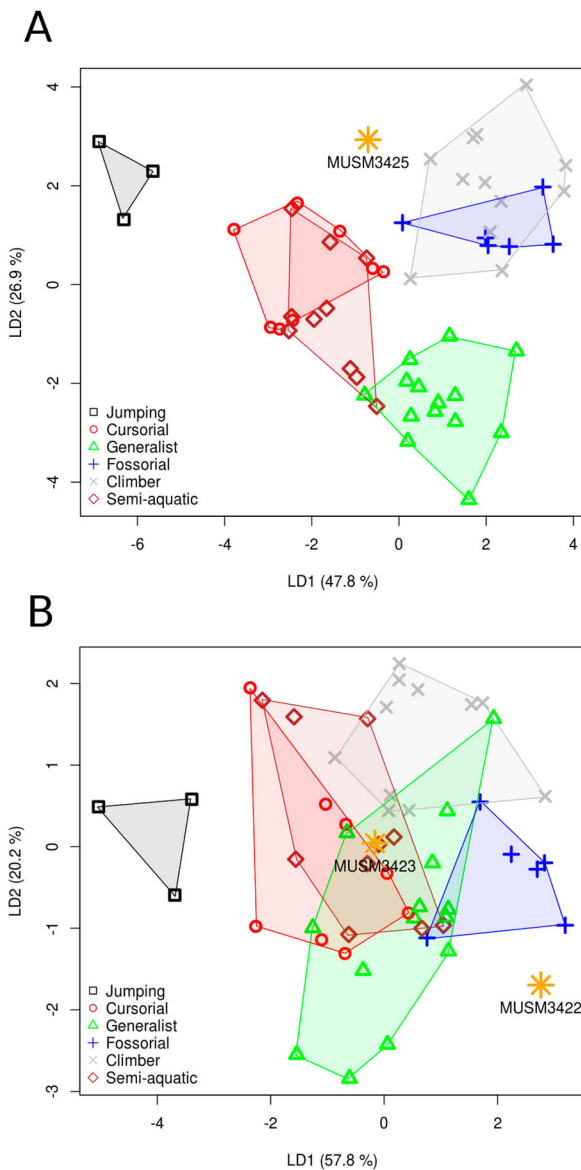 A
4
2
0
-2
-4
LD2 (26.9 %)
MUSM3425
Jumping
Cursorial
Generalist
Fossorial
Climber
Semi-aquatic
-6 -4 -2 0 2 4
LD1 (47.8 %)
B
2
1
0
-1
-2
-3
LD2 (20.2 %)
MUSM3423
MUSM3422
Jumping
Cursorial
Generalist
Fossorial
Climber
Semi-aquatic
-4 -2 0 2
LD1 (57.8 %)